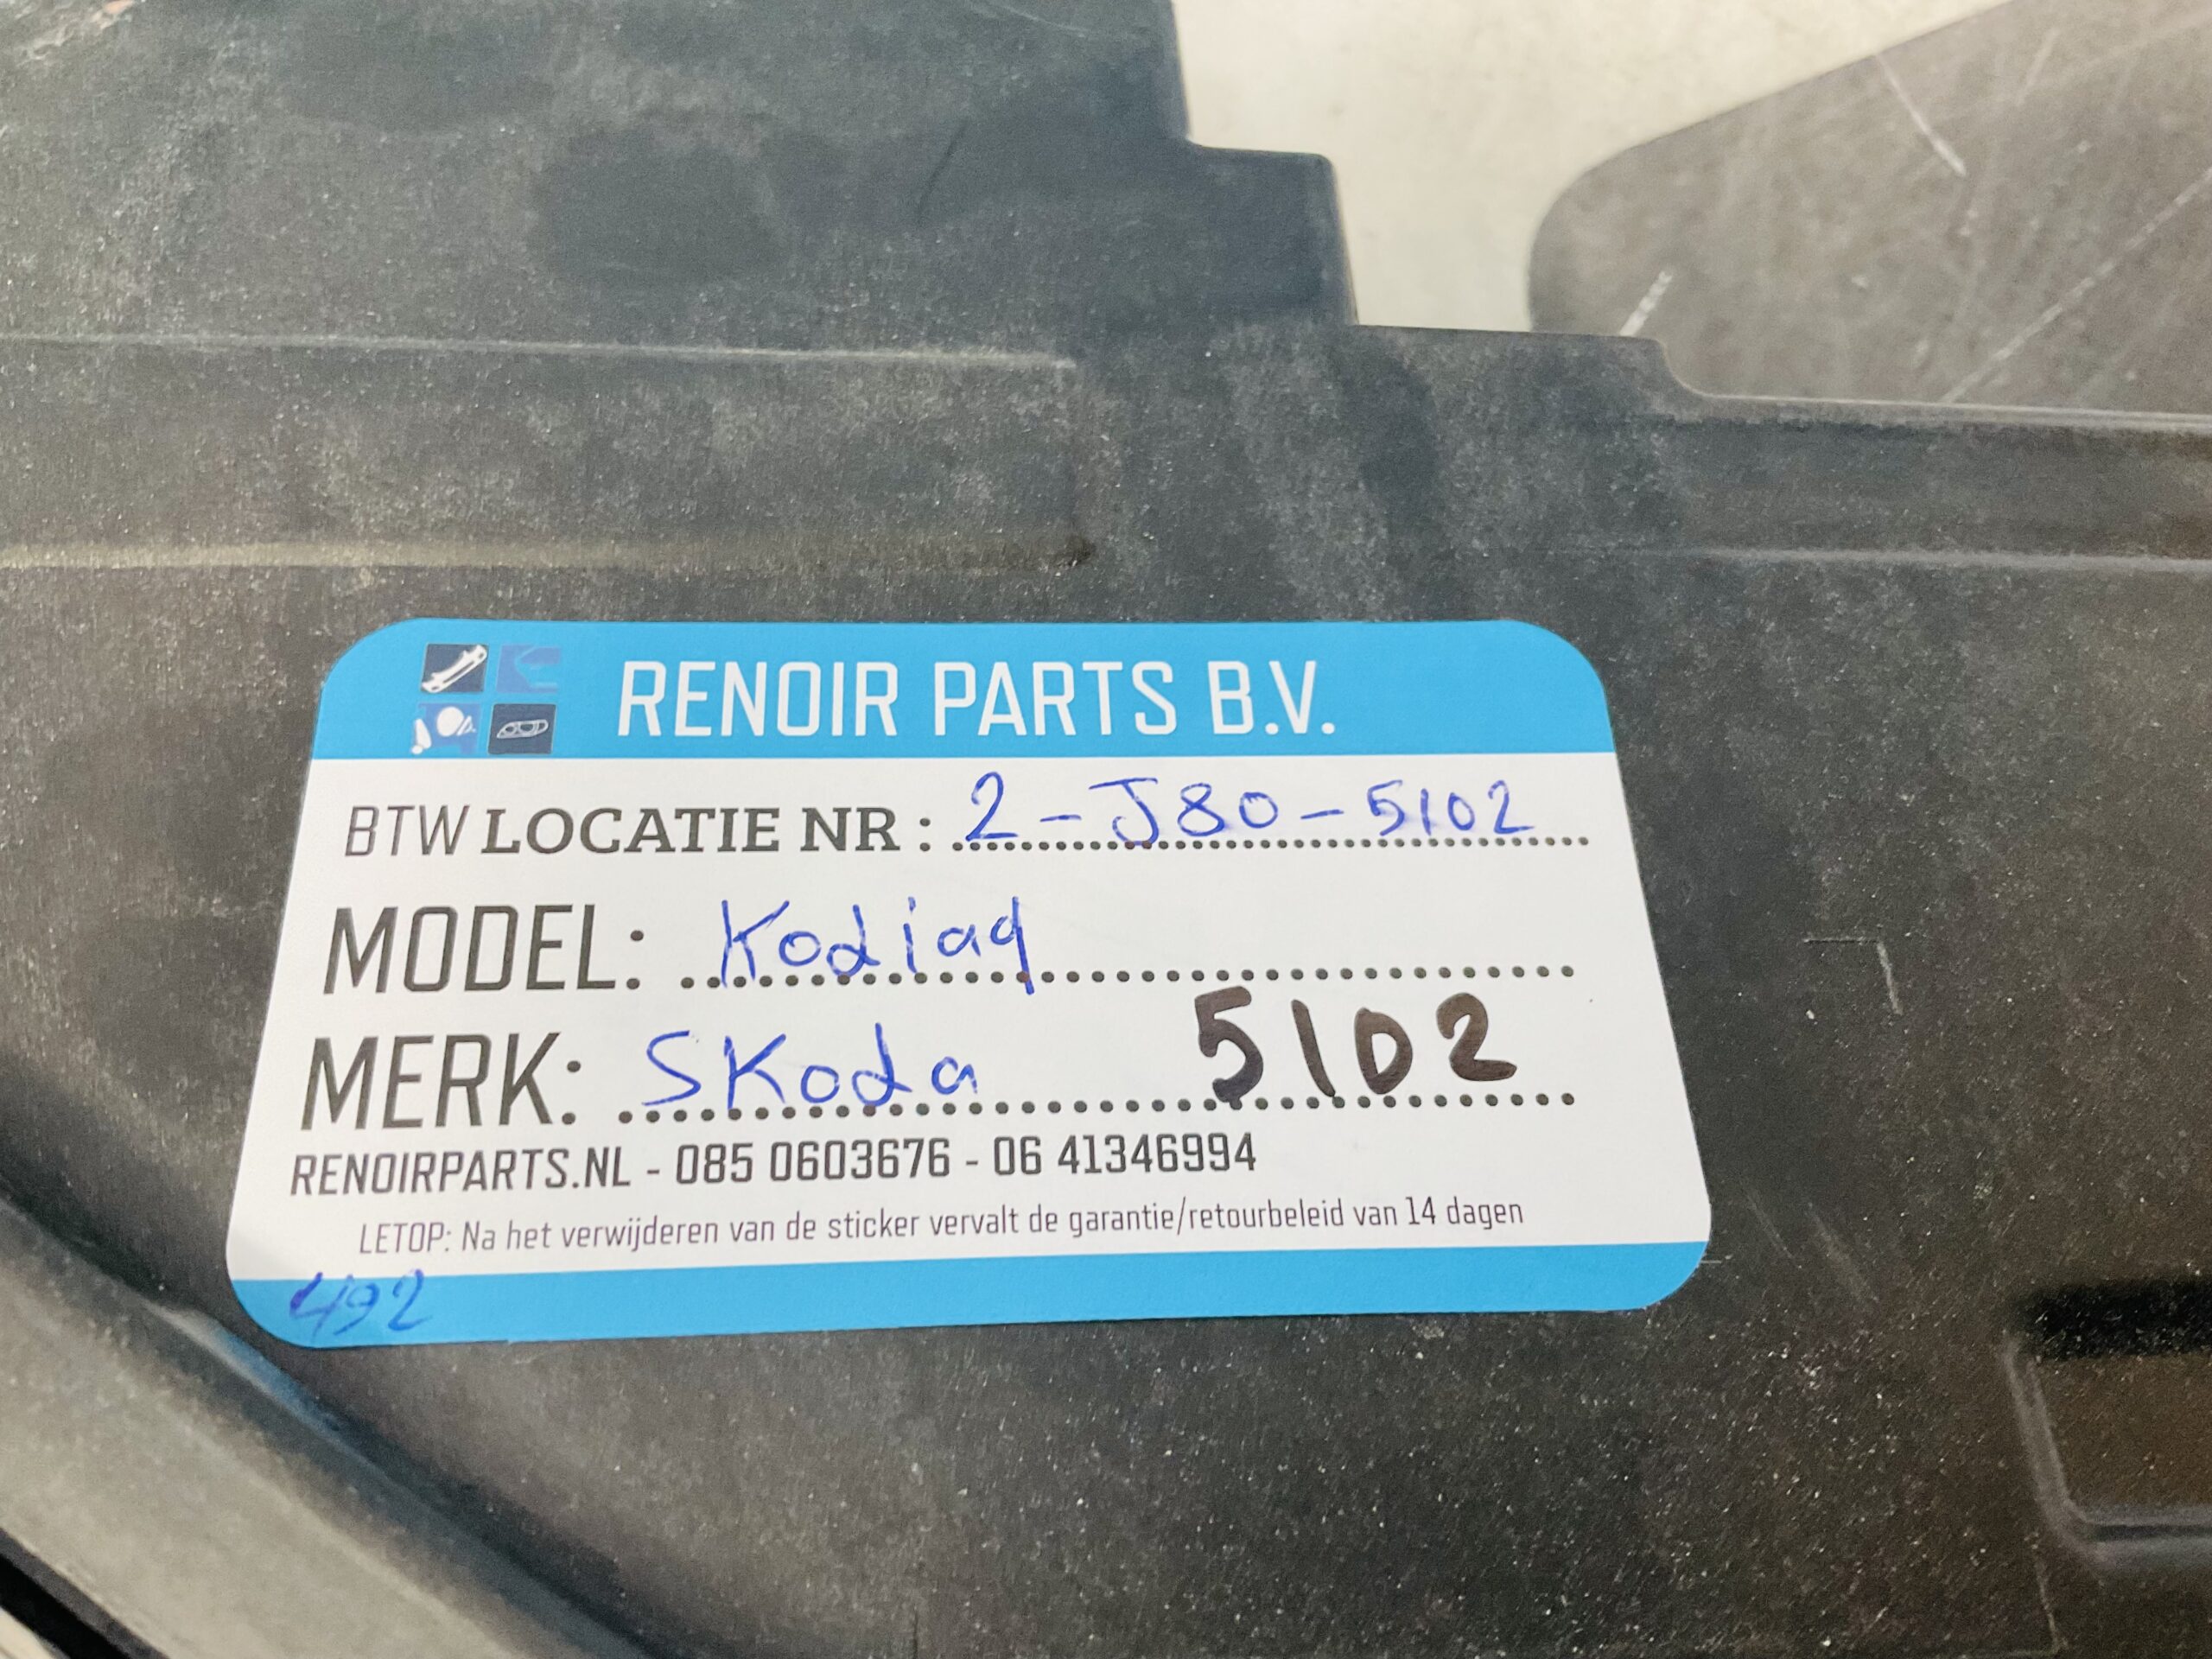 RENOIR PARTS B.V.
BTW LOCATIE NR : 2-J80-5102
MODEL: Kodiaq
MERK: Skoda 5102
RENOIRPARTS.NL - 085 0603676 - 06 41346994
LETOP: Na het verwijderen van de sticker vervalt de garantie/retourbeleid van 14 dagen
492